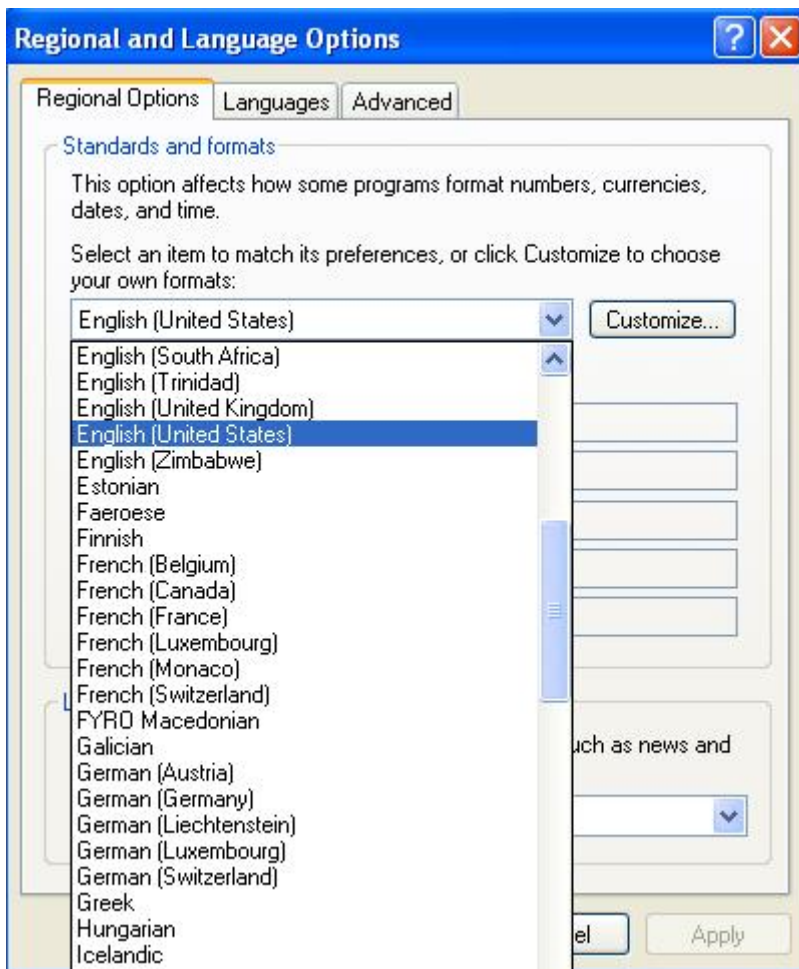 Regional and Language Options
Regional Options Languages Advanced
Standards and formats
This option affects how some programs format numbers, currencies,
dates, and time.
Select an item to match its preferences, or click Customize to choose
your own formats:
English (United States) Customize...
English (South Africa)
English (Trinidad)
English (United Kingdom)
English (United States)
English (Zimbabwe)
Estonian
Faeroese
Finnish
French (Belgium)
French (Canada)
French (France)
French (Luxembourg)
French (Monaco)
French (Switzerland)
FYRO Macedonian
Galician
German (Austria)
German (Germany)
German (Liechtenstein)
German (Luxembourg)
German (Switzerland)
Greek
Hungarian
Icelandic
as news and
Apply